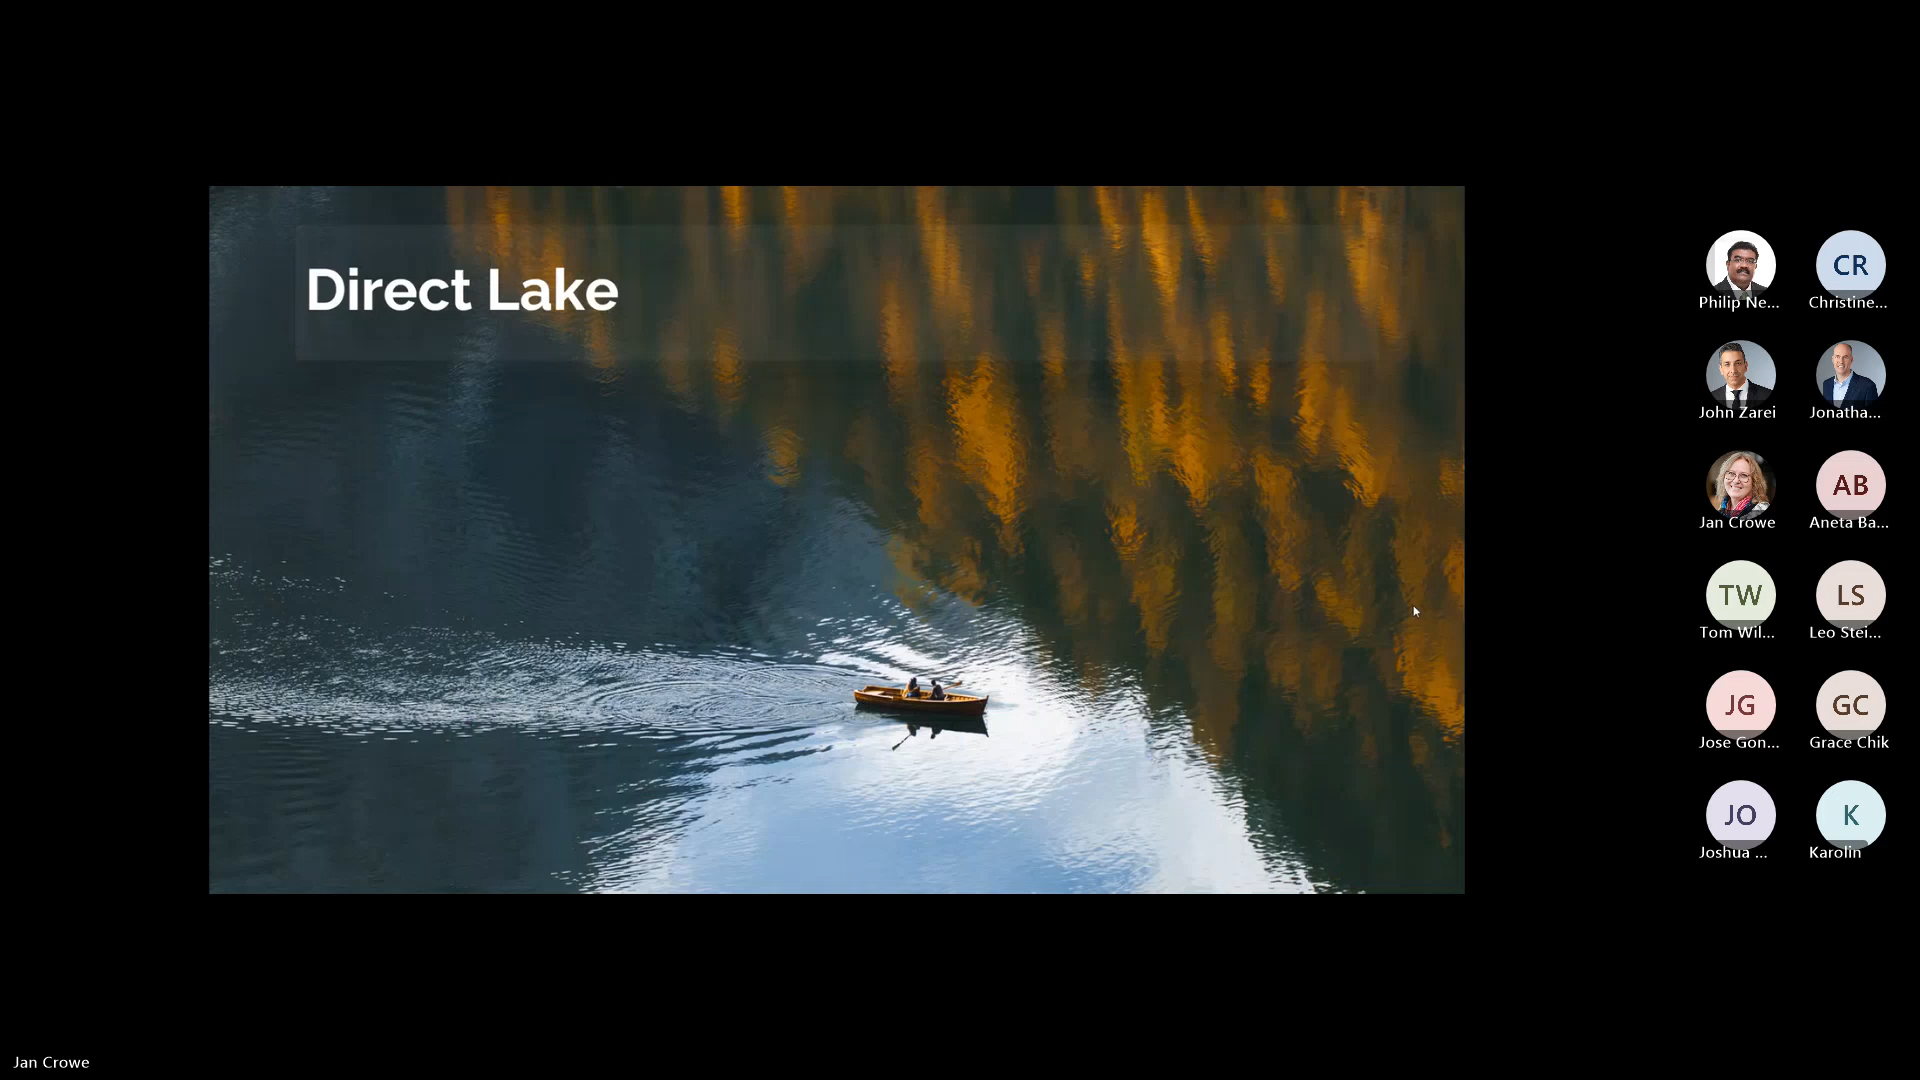 Direct Lake
Philip Ne...
CR
Christine...
John Zarei
Jonatha...
Jan Crowe
AB
Aneta Ba...
TW
Tom Wil...
LS
Leo Stei...
JG
Jose Gon...
GC
Grace Chik
JO
Joshua ...
K
Karolin
Jan Crowe